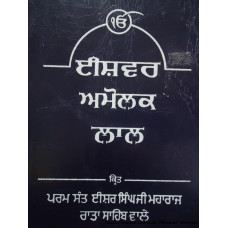 ੴ
ਈਸ਼ਵਰ
ਅਮੋਲਕ
ਲਾਲ
ਕ੍ਰਿਤ
ਪਰਮ ਸੰਤ ਈਸ਼ਰ ਸਿੰਘ ਜੀ ਮਹਾਰਾਜ
ਰਾੜਾ ਸਾਹਿਬ ਵਾਲੇ